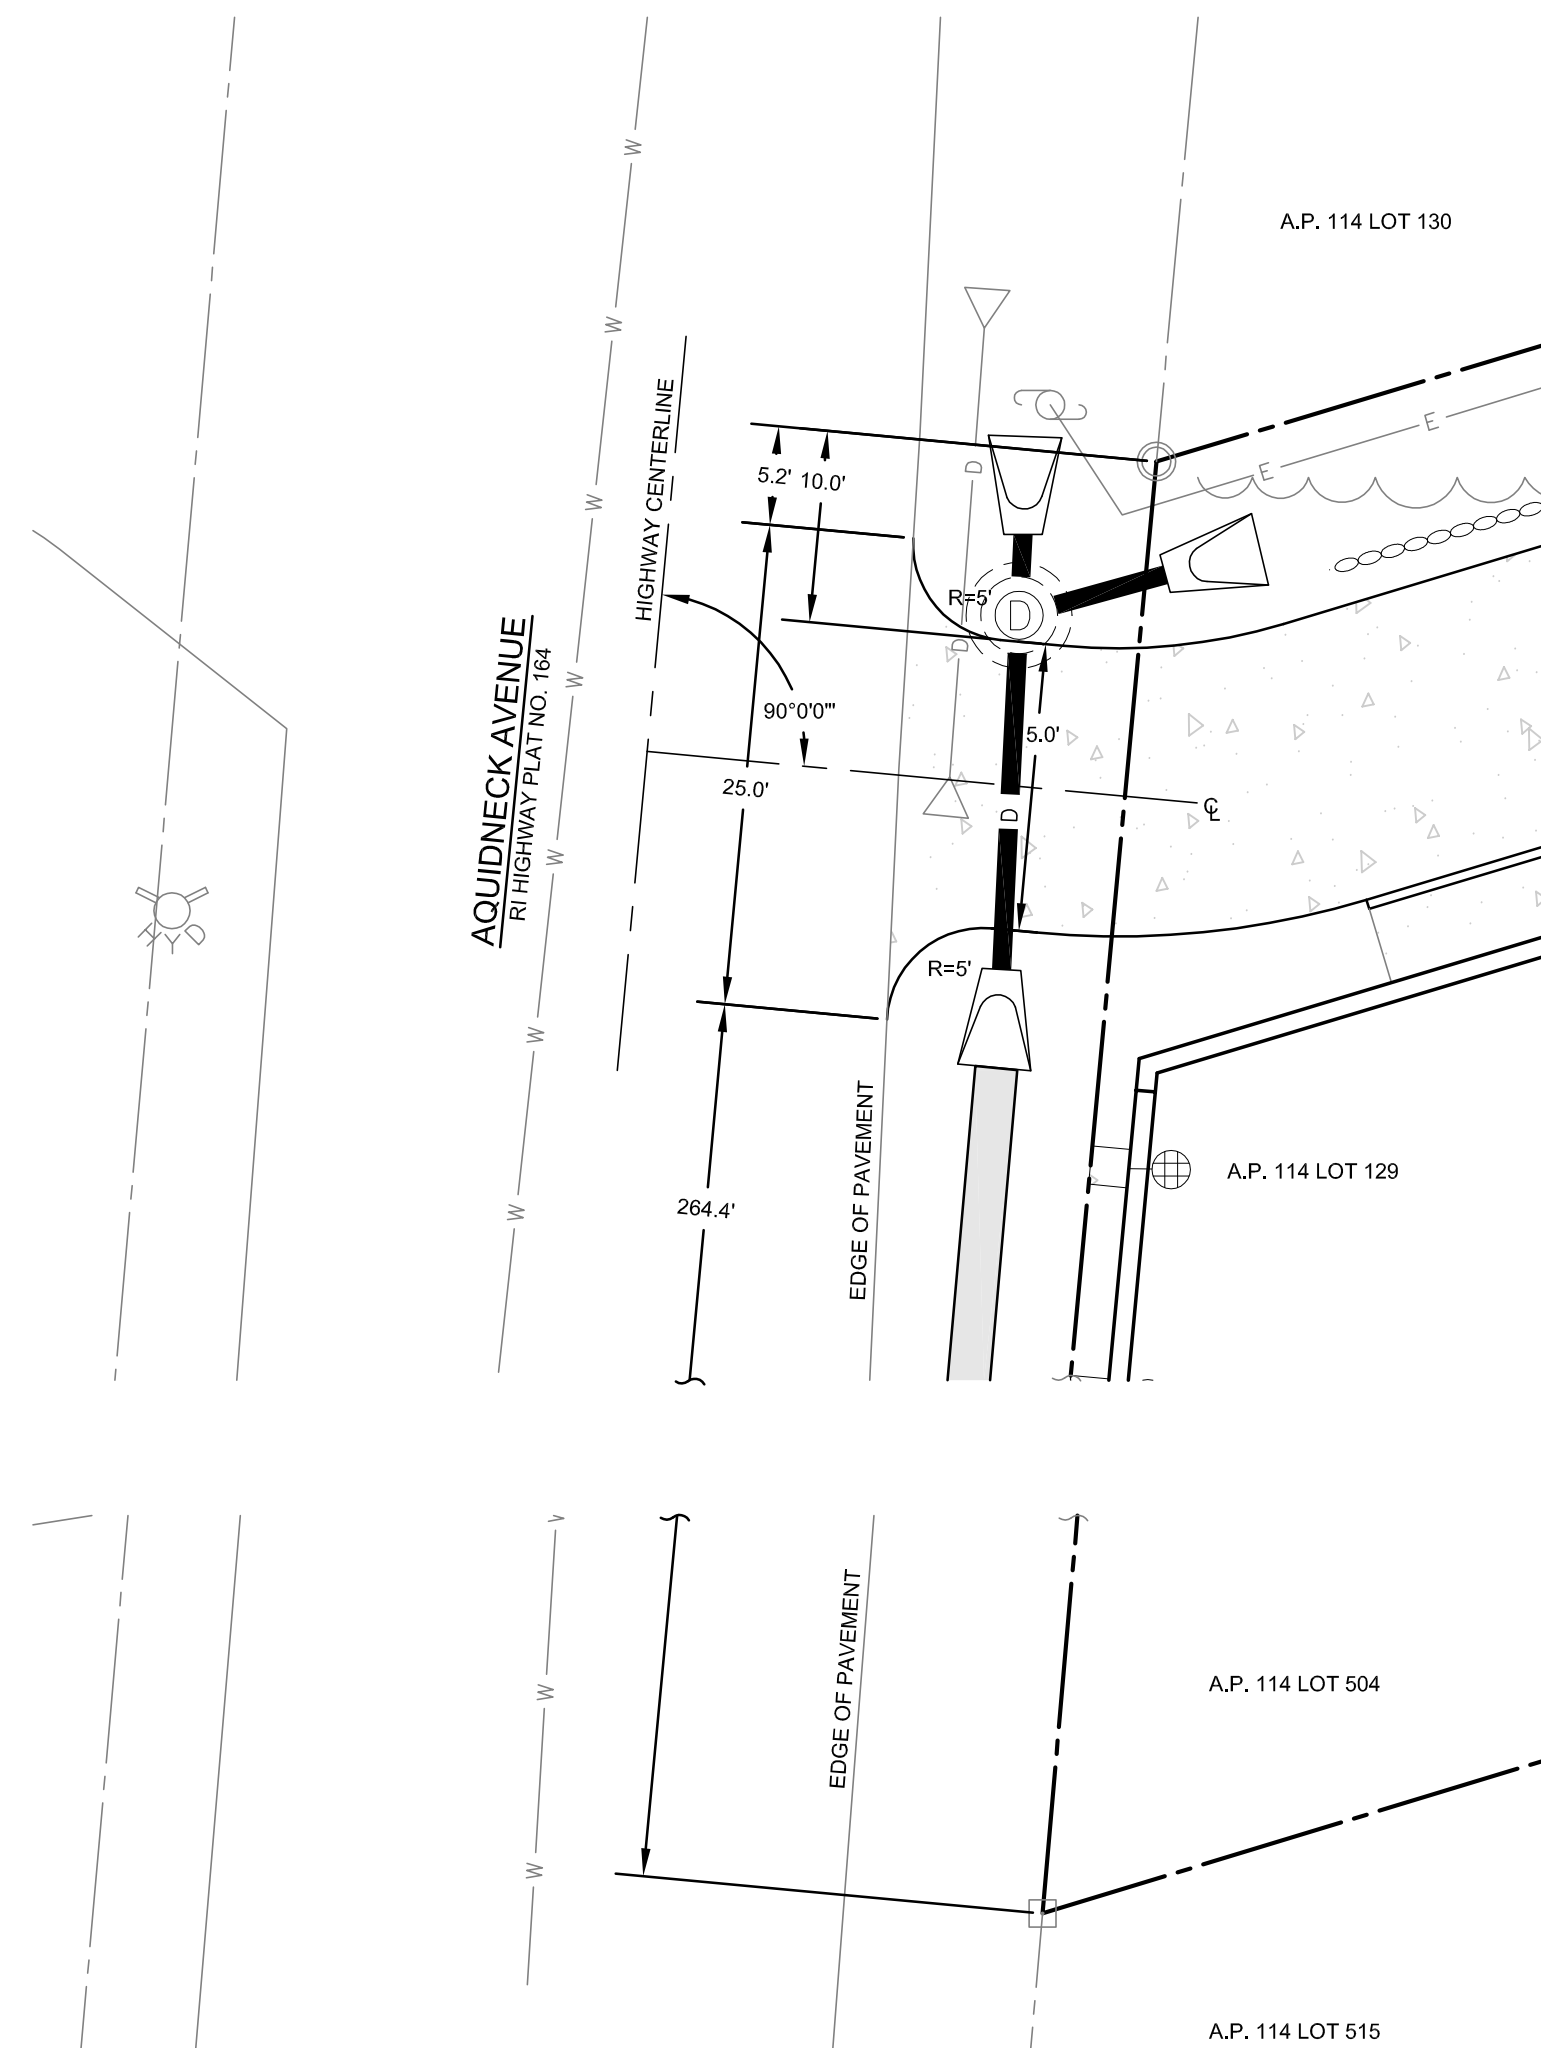 A.P. 114 LOT 130
W
W
W
W
W
W
W
W
HIGHWAY CENTERLINE
E
E
D
5.2'
10.0'
R=5'
D
D
AQUIDNECK AVENUE
RI HIGHWAY PLAT NO. 164
90°0'0""
5.0'
25.0'
℄
D
HYD
R=5'
EDGE OF PAVEMENT
A.P. 114 LOT 129
264.4'
W
EDGE OF PAVEMENT
A.P. 114 LOT 504
W
W
A.P. 114 LOT 515